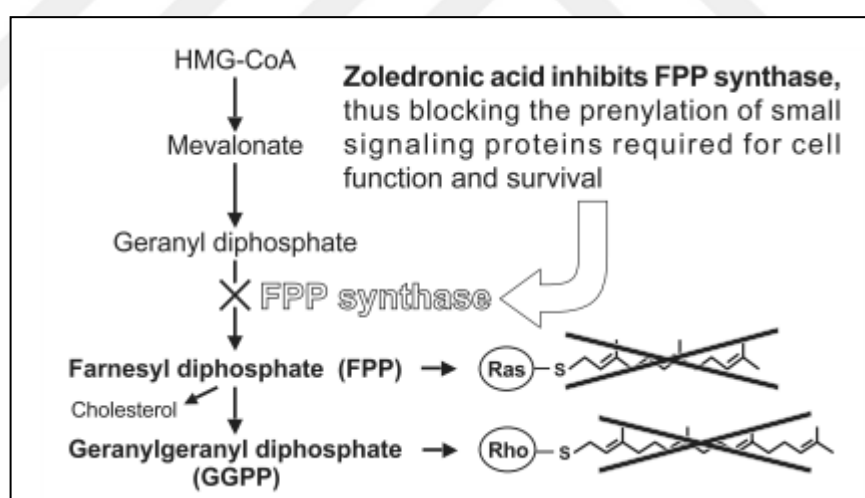 HMG-CoA
Zoledronic acid inhibits FPP synthase,
thus blocking the prenylation of small
signaling proteins required for cell
function and survival
Mevalonate
Geranyl diphosphate
FPP synthase
Farnesyl diphosphate (FPP)
Ras
S
Cholesterol
Geranylgeranyl diphosphate
(GGPP)
Rho
S